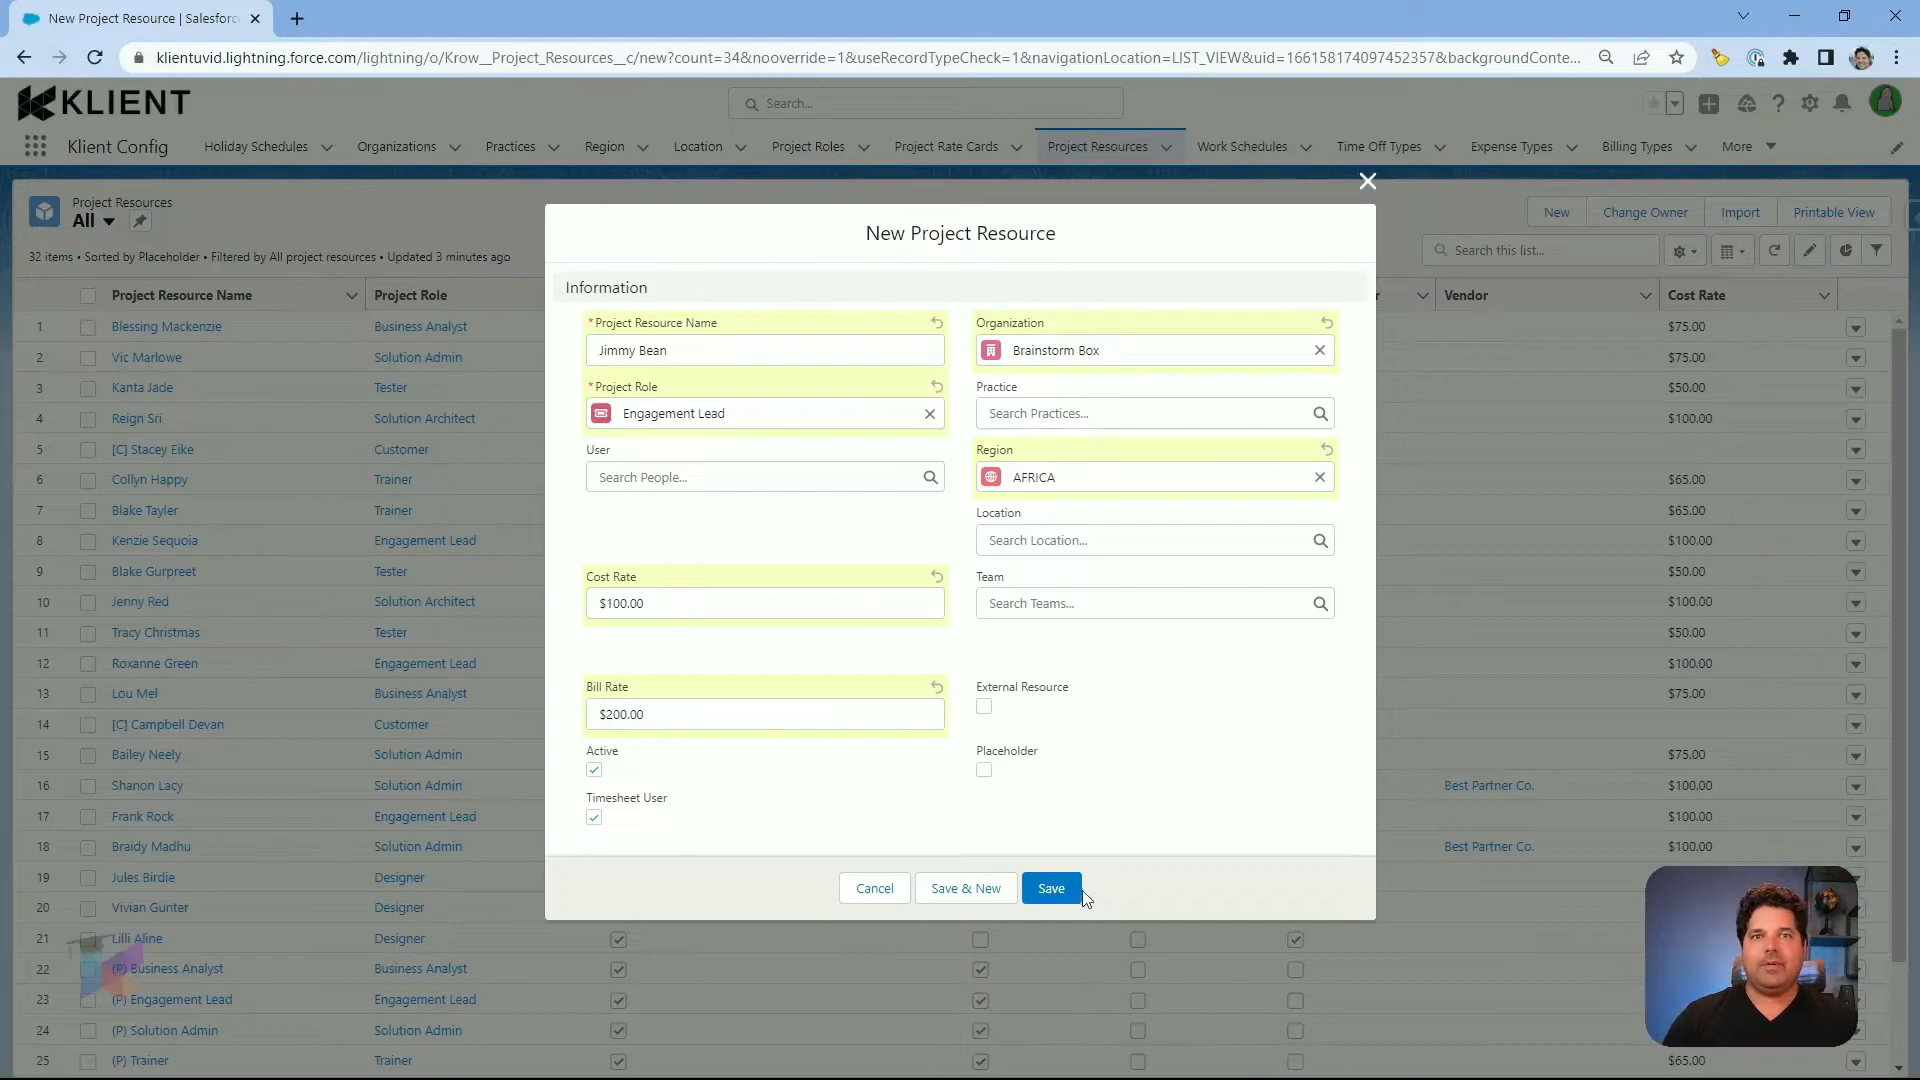 New Project Resource | Salesforc
klientuvid.lightning.force.com/lightning/o/Krow__Project_Resources__c/new?count=34&nooverride=1&useRecordTypeCheck=1&navigationLocation=LIST_VIEW&uid=166158174097452357&backgroundConte...
KLIENT
Search...
Klient Config Holiday Schedules Organizations Practices Region Location Project Roles Project Rate Cards Project Resources Work Schedules Time Off Types Expense Types Billing Types More
Project Resources
All
New Change Owner Import Printable View
32 items • Sorted by Placeholder • Filtered by All project resources • Updated 3 minutes ago
Search this list...
Project Resource Name Project Role Vendor Cost Rate
1 Blessing Mackenzie Business Analyst $75.00
2 Vic Marlowe Solution Admin $75.00
3 Kanta Jade Tester $50.00
4 Reign Sri Solution Architect $100.00
5 [C] Stacey Eike Customer
6 Collyn Happy Trainer $65.00
7 Blake Tayler Trainer $65.00
8 Kenzie Sequoia Engagement Lead $100.00
9 Blake Gurpreet Tester $50.00
10 Jenny Red Solution Architect $100.00
11 Tracy Christmas Tester $50.00
12 Roxanne Green Engagement Lead $100.00
13 Lou Mel Business Analyst $75.00
14 [C] Campbell Devan Customer
15 Bailey Neely Solution Admin $75.00
16 Shanon Lacy Solution Admin Best Partner Co. $100.00
17 Frank Rock Engagement Lead $100.00
18 Braidy Madhu Solution Admin Best Partner Co. $100.00
19 Jules Birdie Designer
20 Vivian Gunter Designer
21 Lilli Aline Designer
22 (P) Business Analyst Business Analyst
23 (P) Engagement Lead Engagement Lead
24 (P) Solution Admin Solution Admin
25 (P) Trainer Trainer $65.00
New Project Resource
Information
*Project Resource Name
Jimmy Bean
Organization
Brainstorm Box
*Project Role
Engagement Lead
Practice
Search Practices...
User
Search People...
Region
AFRICA
Location
Search Location...
Cost Rate
$100.00
Team
Search Teams...
Bill Rate
$200.00
External Resource
Active
Placeholder
Timesheet User
Cancel Save & New Save